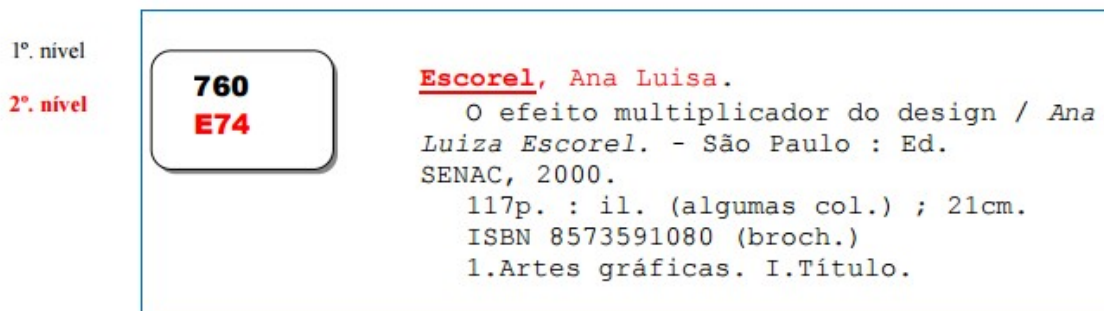 1º. nível
2º. nível
760
E74
Escorel, Ana Luisa.
O efeito multiplicador do design / Ana
Luiza Escorel. - São Paulo : Ed.
SENAC, 2000.
117p. : il. (algumas col.) ; 21cm.
ISBN 8573591080 (broch.)
1.Artes gráficas. I.Título.